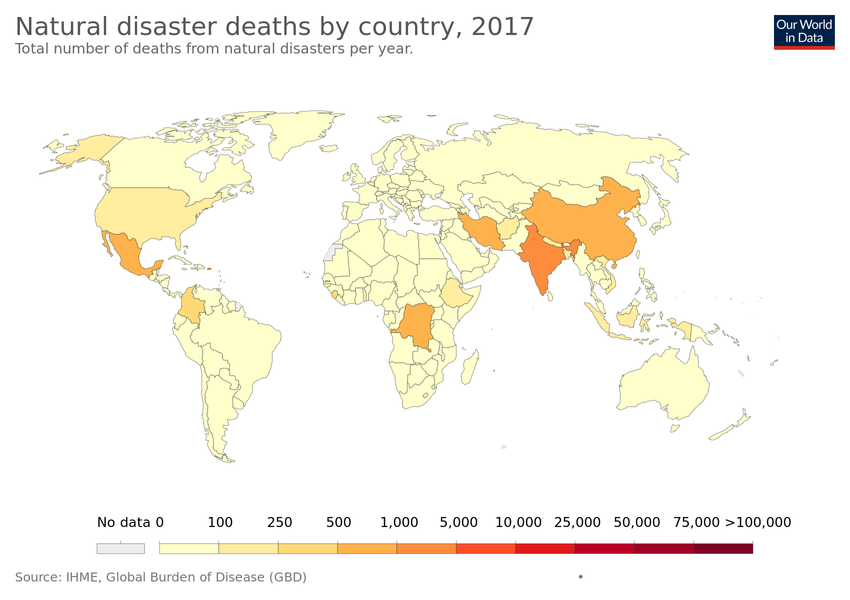 Natural disaster deaths by country, 2017
Total number of deaths from natural disasters per year.
Our World
in Data
No data 0 100 250 500 1,000 5,000 10,000 25,000 50,000 75,000 >100,000
Source: IHME, Global Burden of Disease (GBD) •